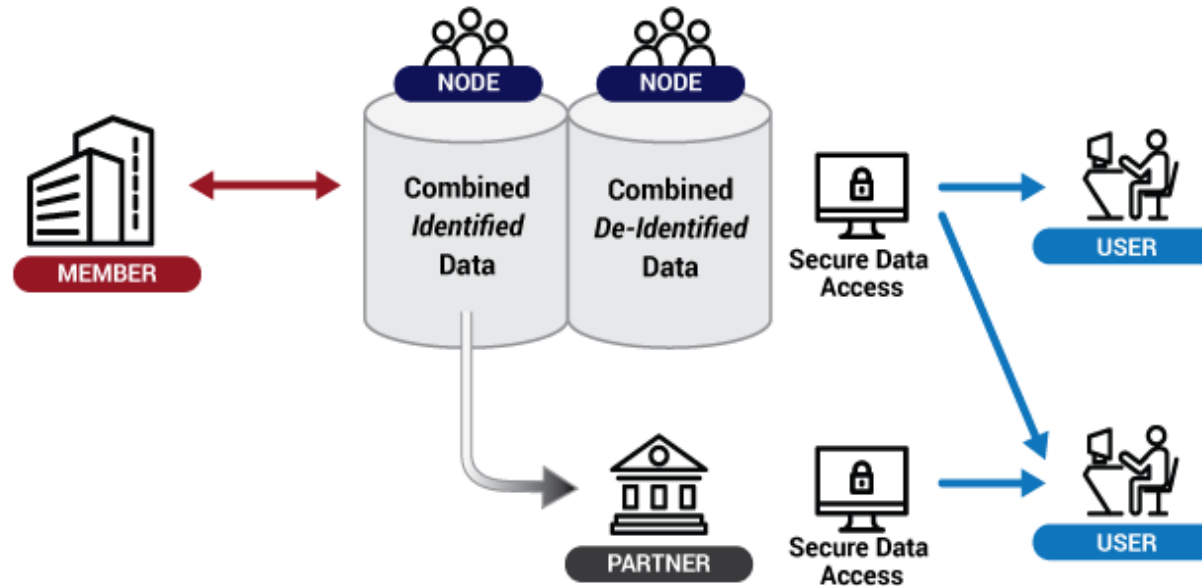 NODE
NODE
Combined
Identified
Data
Combined
De-Identified
Data
MEMBER
Secure Data
Access
USER
PARTNER
Secure Data
Access
USER